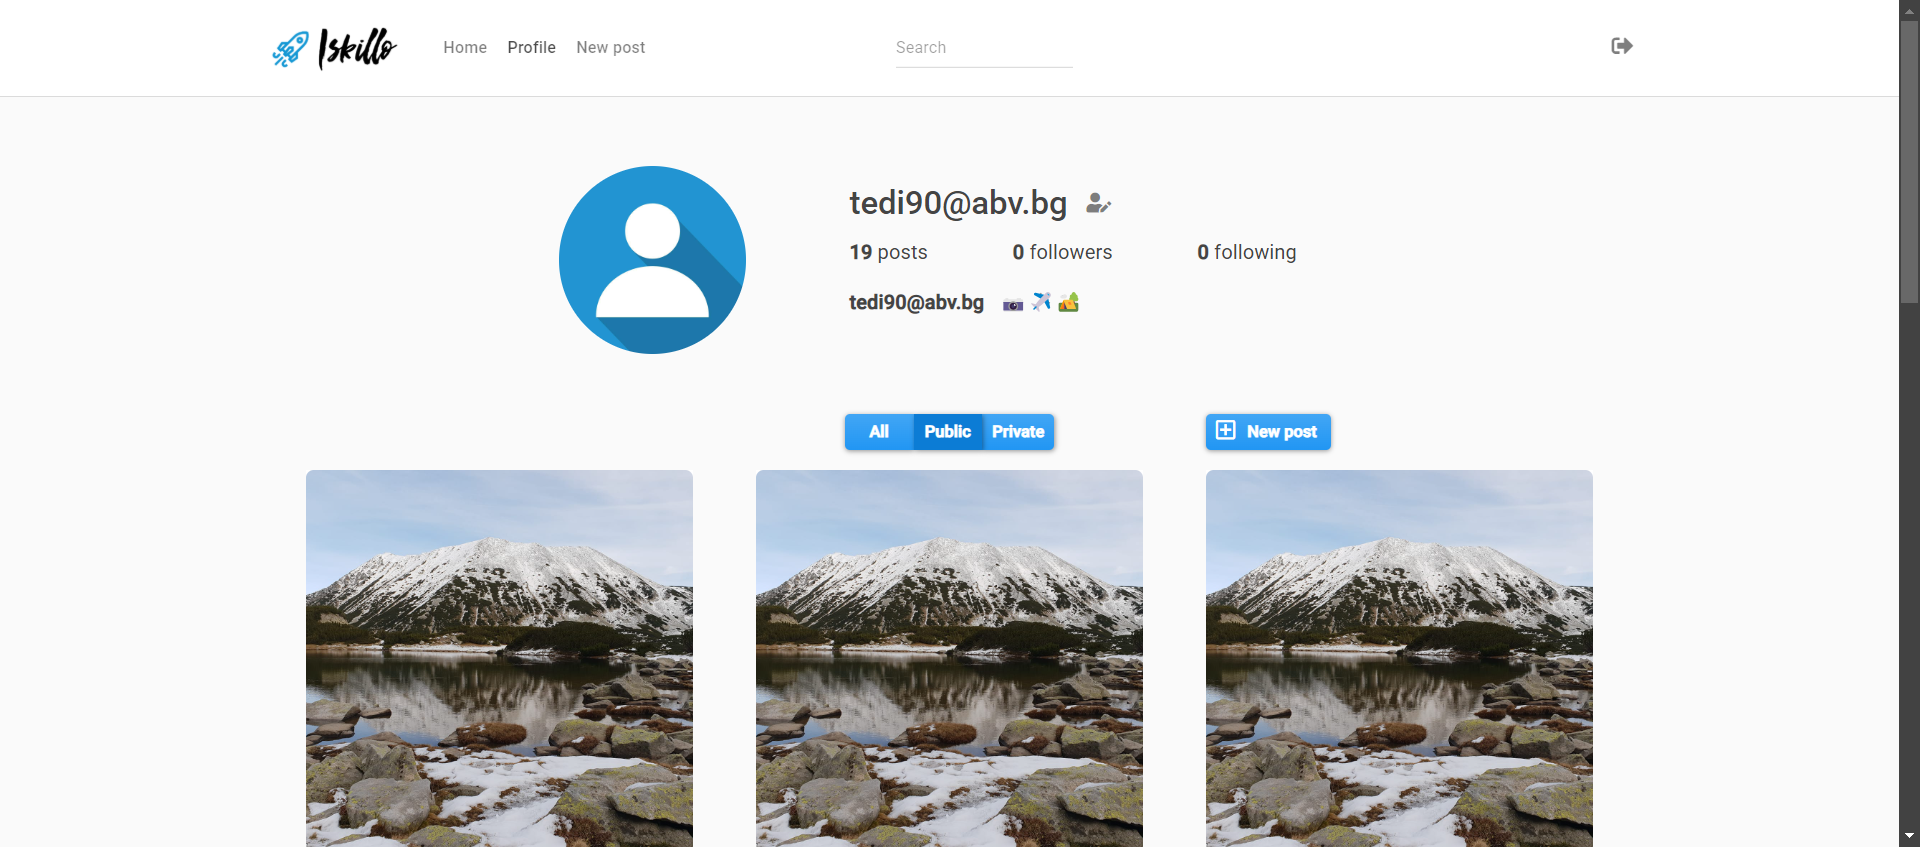 Iskillo
Home Profile New post
Search
tedi90@abv.bg
19 posts 0 followers 0 following
tedi90@abv.bg 📷 ✈️ 🏕️
All Public Private
New post